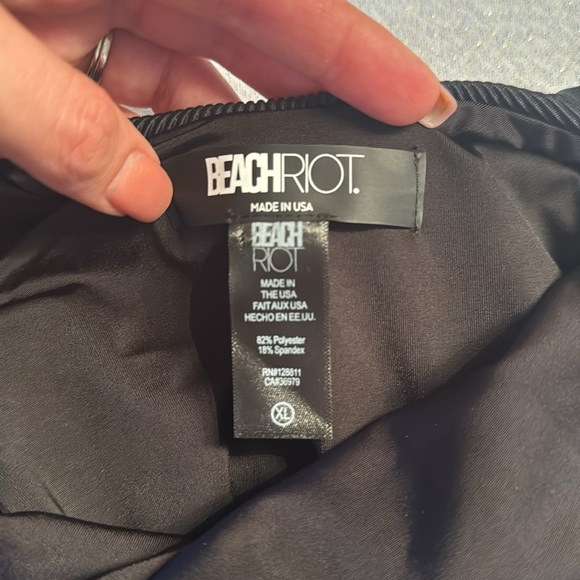 BEACHRIOT.
MADE IN USA
BEACH
RIOT
MADE IN
THE USA
FAIT AUX USA
HECHO EN EE.UU.
82% Polyester
18% Spandex
RN#128811
CA#36979
XL